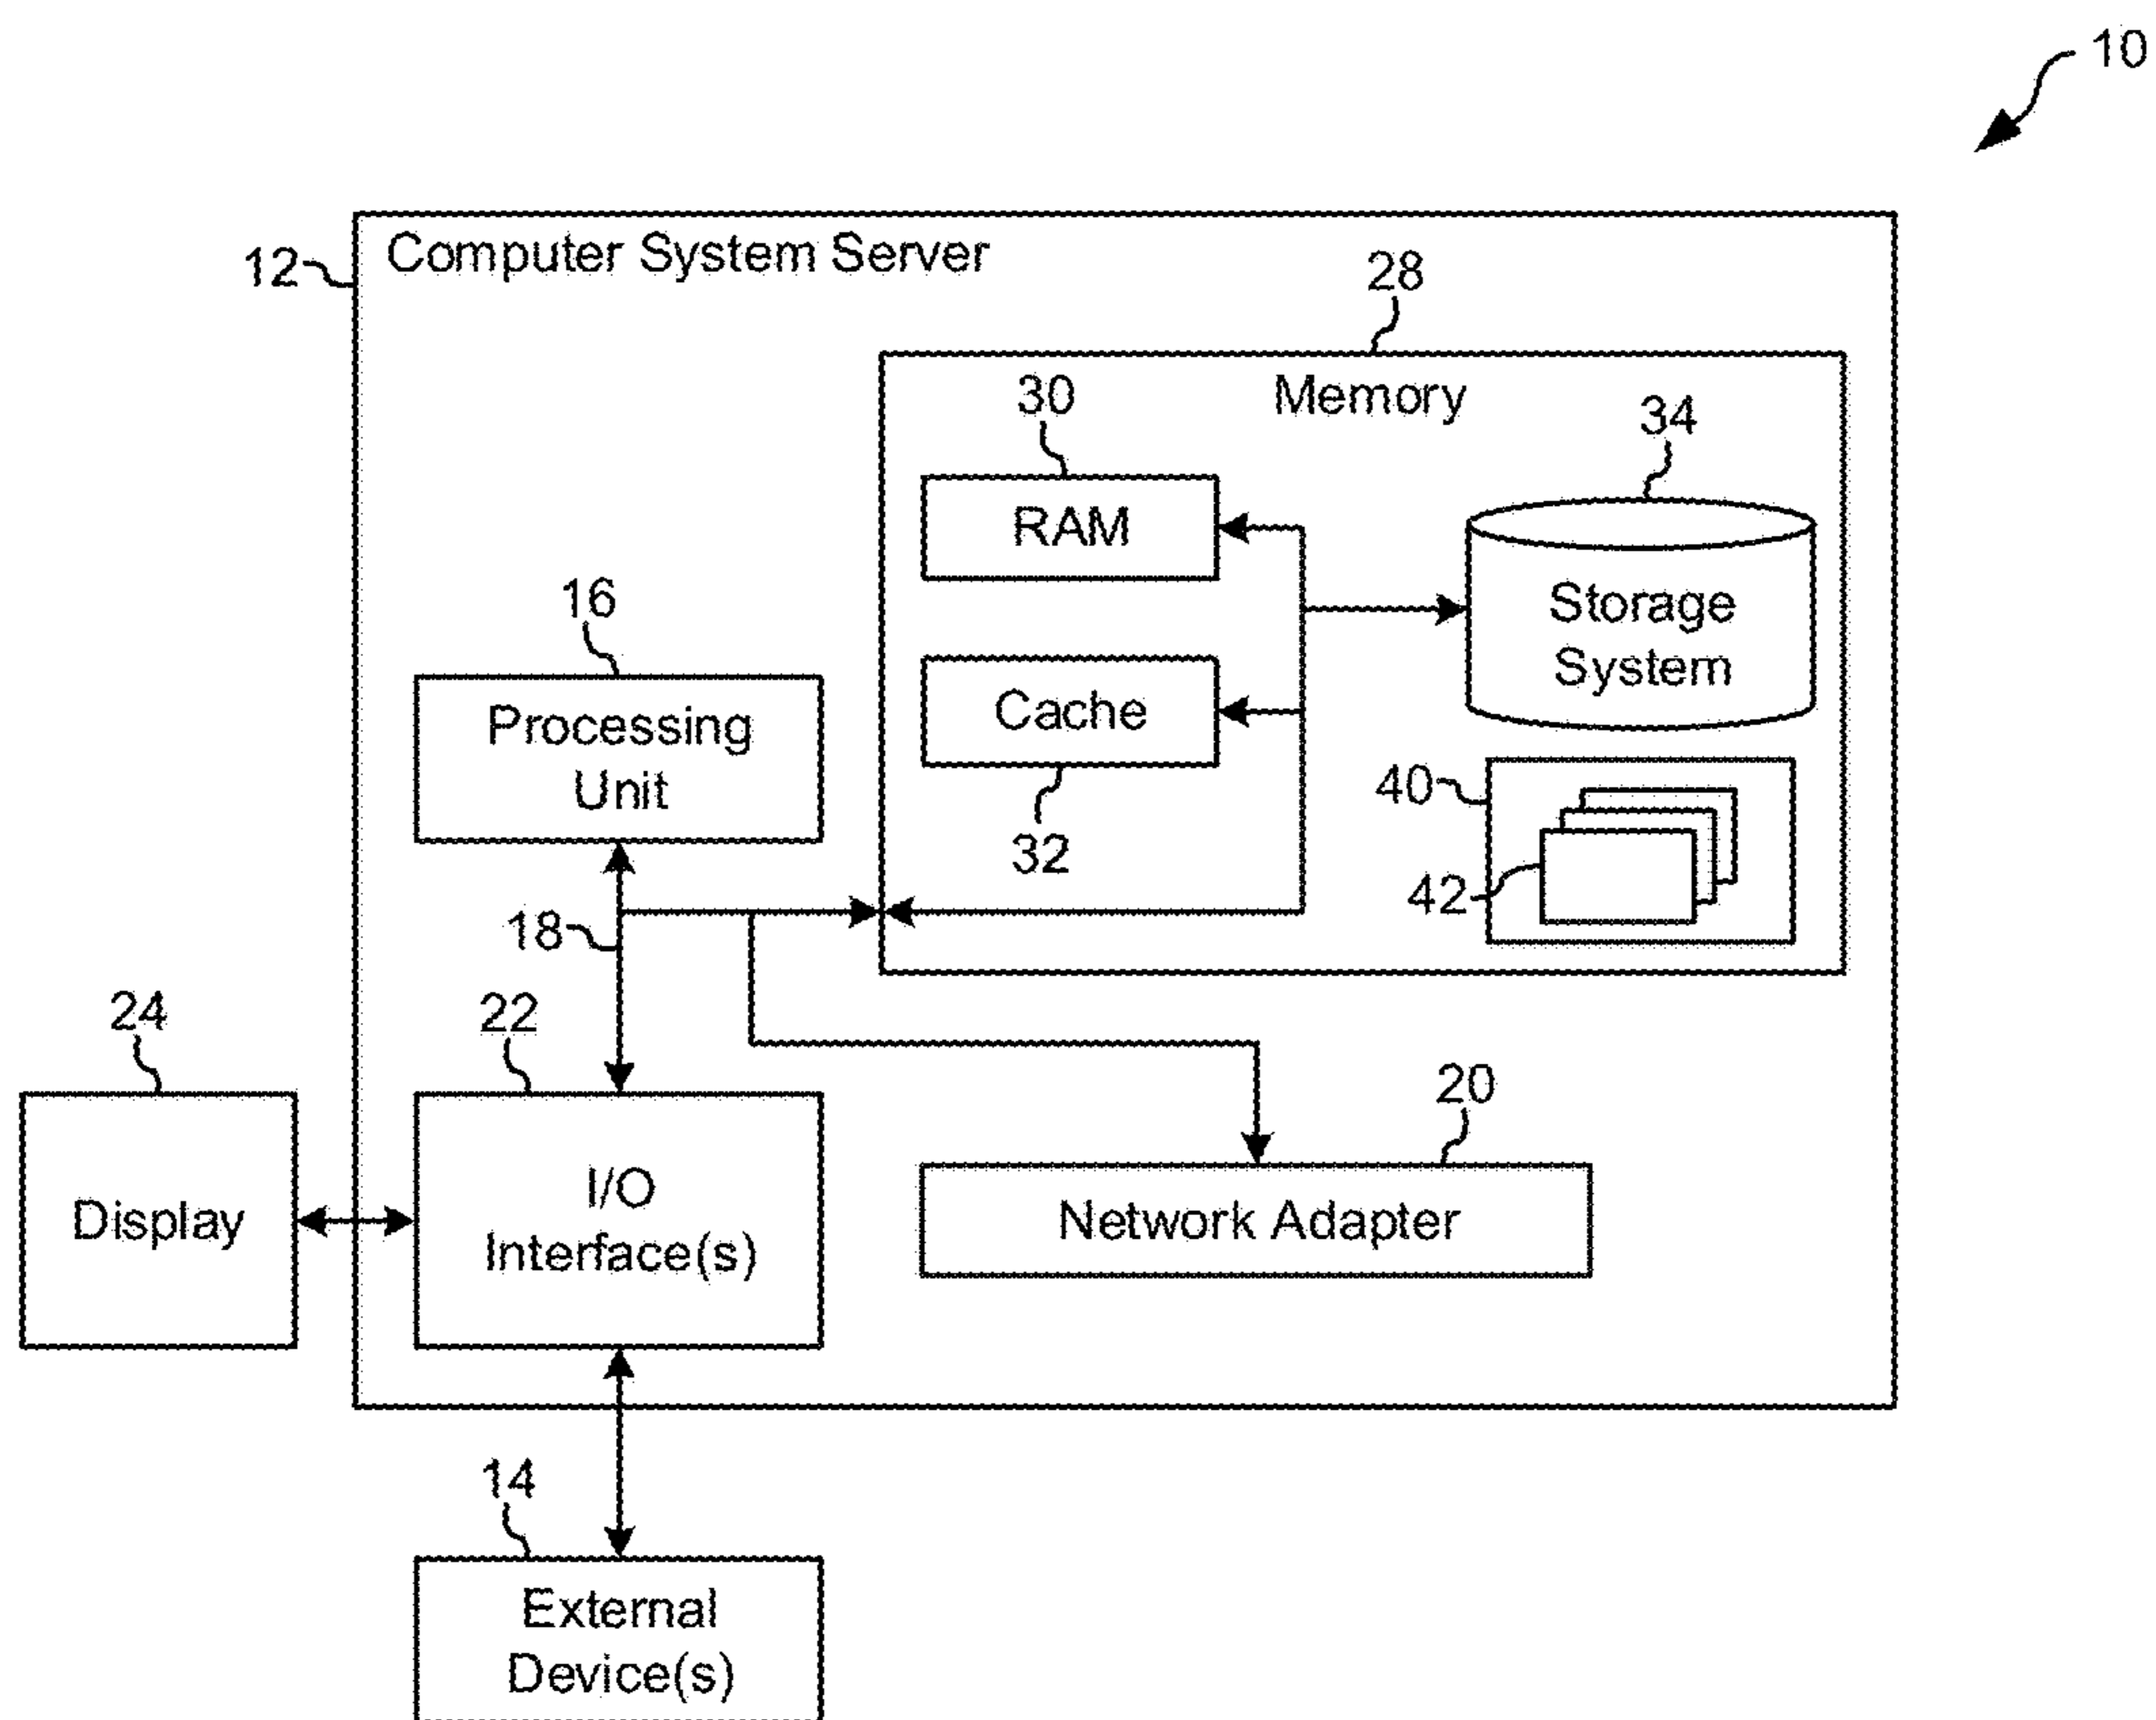 10
12
Computer System Server
28
Memory
30
RAM
34
Storage
System
16
Processing
Unit
Cache
32
40
42
18
24
Display
22
I/O
Interface(s)
20
Network Adapter
14
External
Device(s)